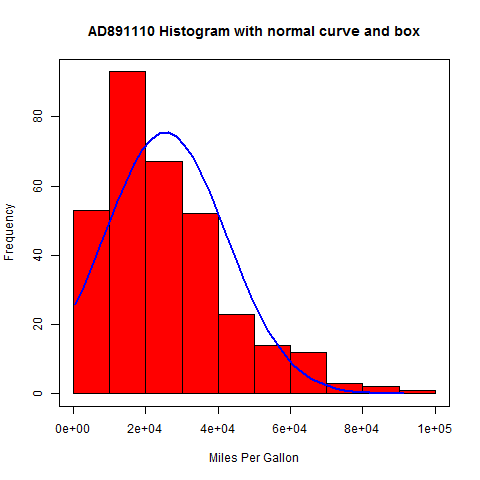 AD891110 Histogram with normal curve and box
Frequency
80
60
40
20
0
0e+00 2e+04 4e+04 6e+04 8e+04 1e+05
Miles Per Gallon